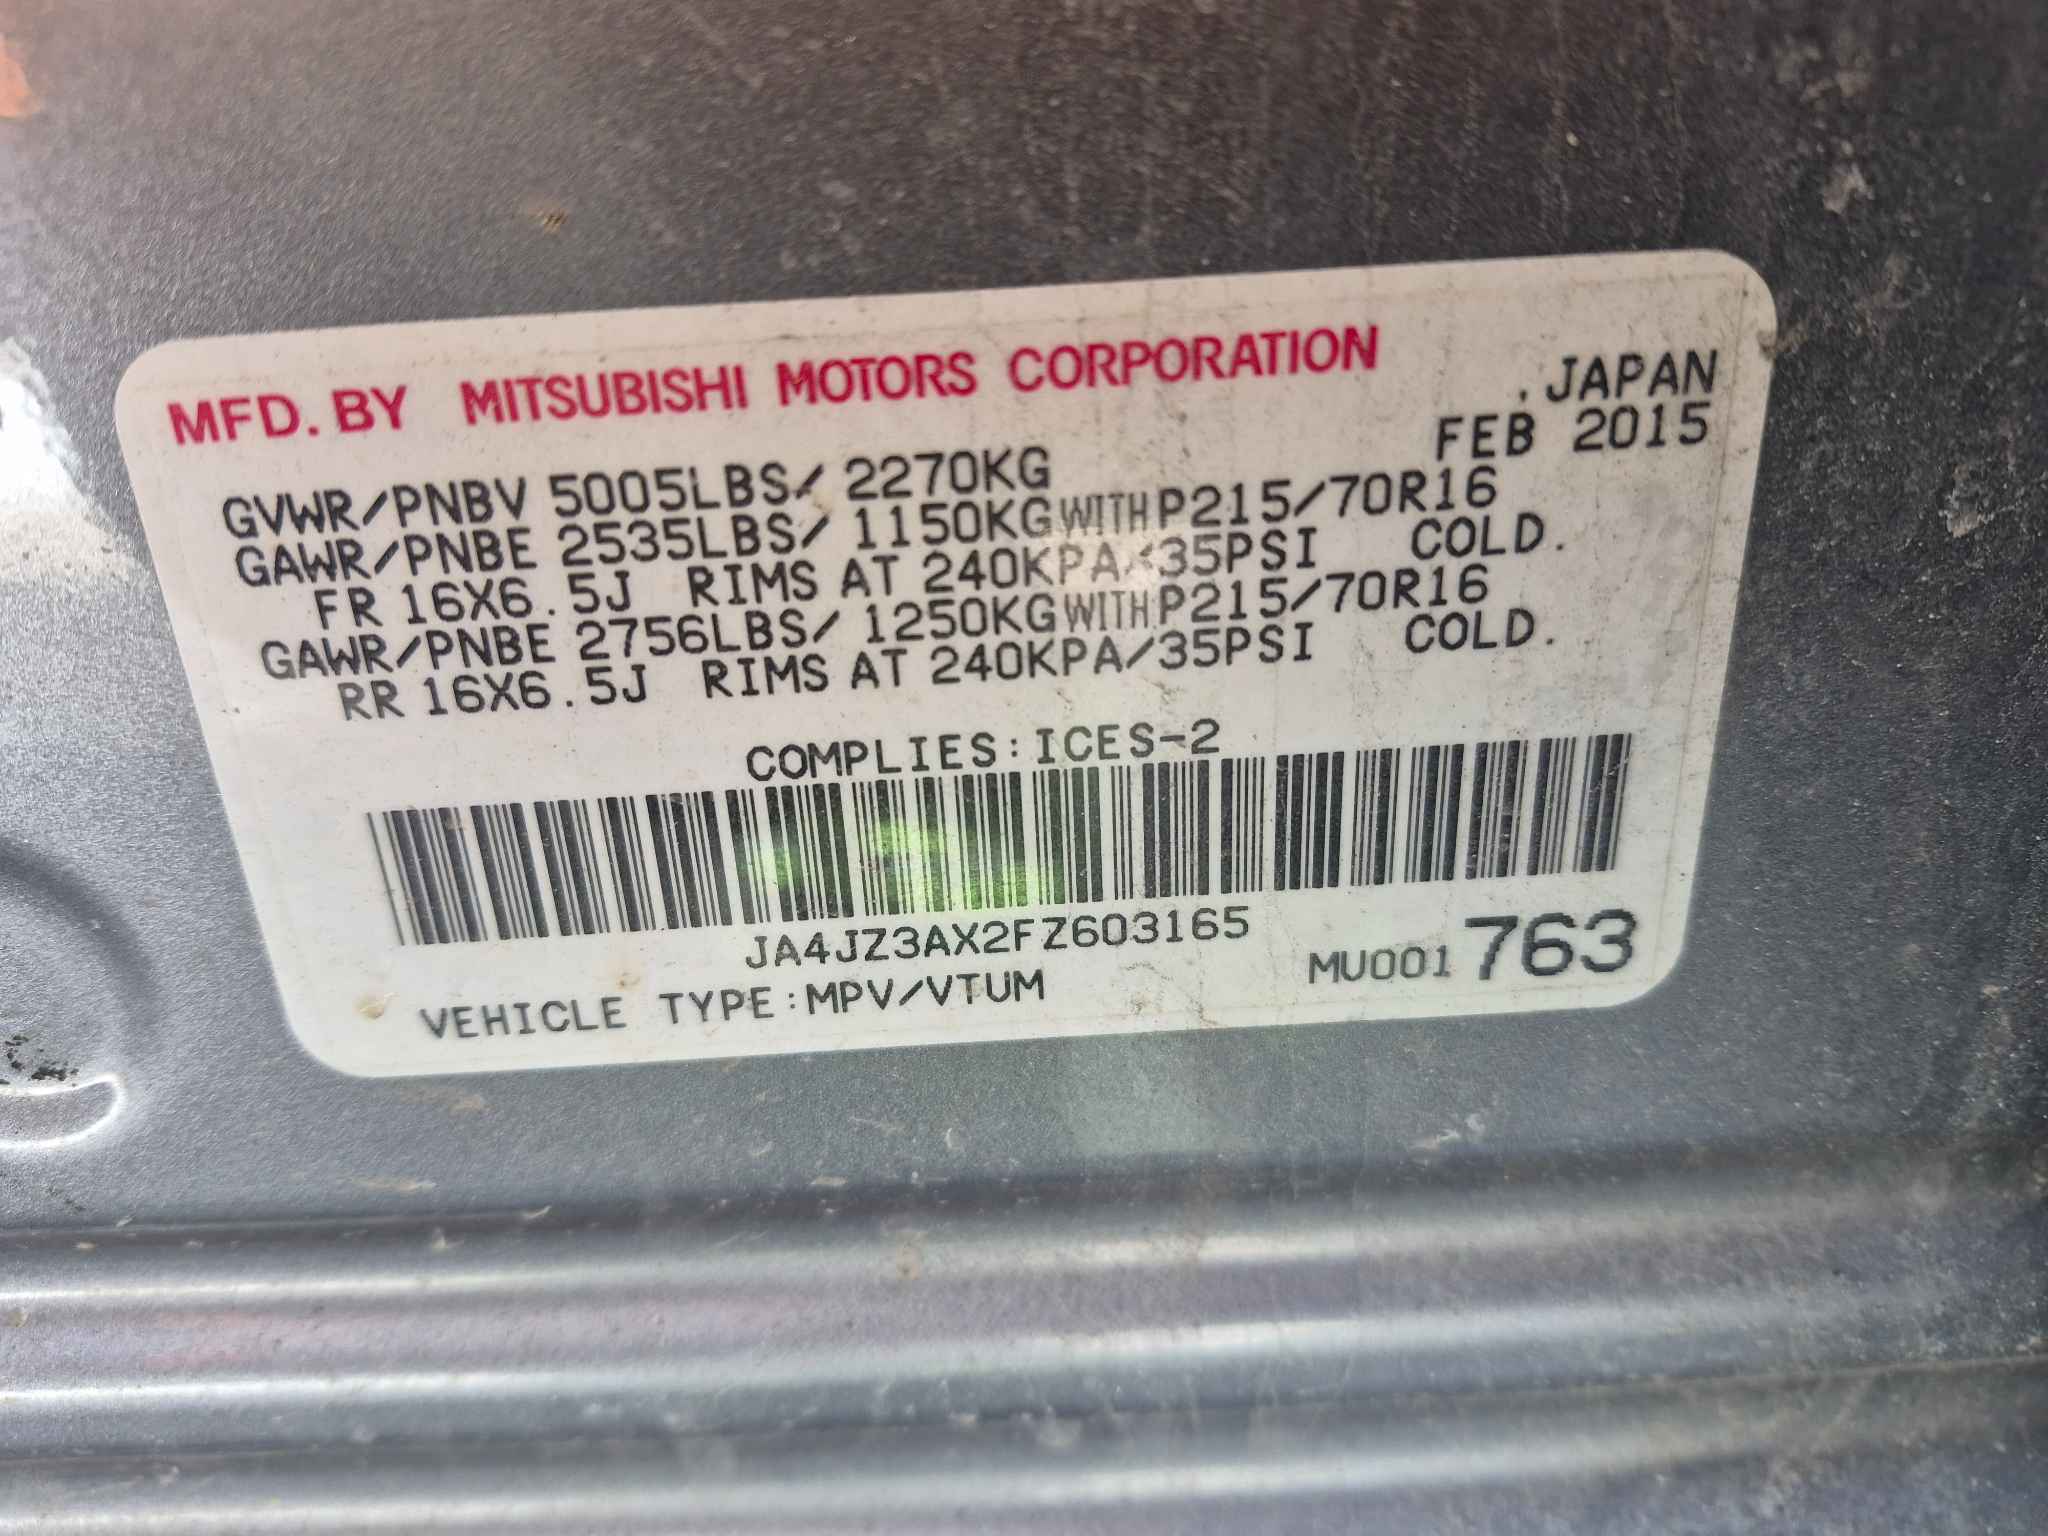 MFD. BY MITSUBISHI MOTORS CORPORATION
. JAPAN
FEB 2015
GVWR/PNBV 5005LBS/ 2270KG
GAWR/PNBE 2535LBS/ 1150KG WITH P215/70R16
FR 16X6.5J RIMS AT 240KPA/35PSI COLD.
GAWR/PNBE 2756LBS/ 1250KG WITH P215/70R16
RR 16X6.5J RIMS AT 240KPA/35PSI COLD.
COMPLIES:ICES-2
JA4JZ3AX2FZ603165
MU001 763
VEHICLE TYPE:MPV/VTUM